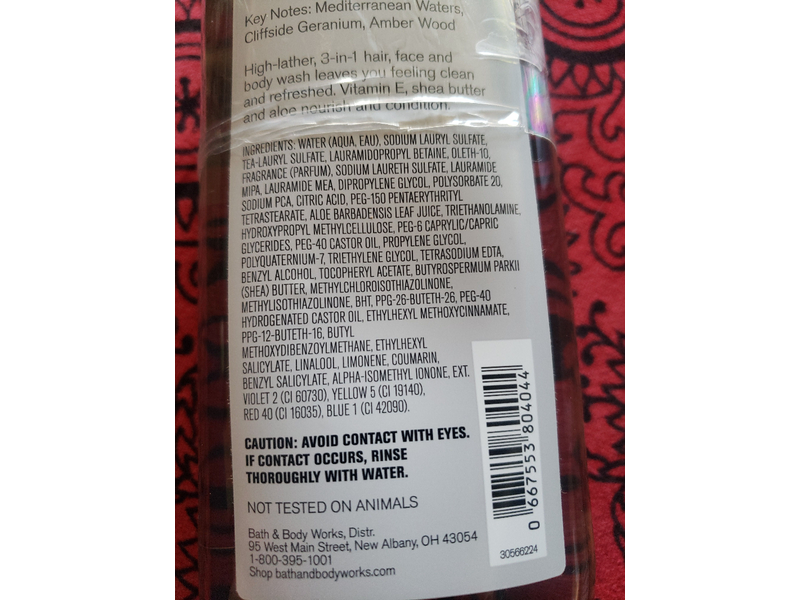 Key Notes: Mediterranean Waters,
Cliffside Geranium, Amber Wood
High-lather, 3-in-1 hair, face and
body wash leaves you feeling clean
and refreshed. Vitamin E, shea butter
and aloe nourish and condition.
INGREDIENTS: WATER (AQUA, EAU), SODIUM LAURYL SULFATE,
TEA-LAURYL SULFATE, LAURAMIDOPROPYL BETAINE, OLETH-10,
FRAGRANCE (PARFUM), SODIUM LAURETH SULFATE, LAURAMIDE
MIPA, LAURAMIDE MEA, DIPROPYLENE GLYCOL, POLYSORBATE 20,
SODIUM PCA, CITRIC ACID, PEG-150 PENTAERYTHRITYL
TETRASTEARATE, ALOE BARBADENSIS LEAF JUICE, TRIETHANOLAMINE,
HYDROXYPROPYL METHYLCELLULOSE, PEG-6 CAPRYLIC/CAPRIC
GLYCERIDES, PEG-40 CASTOR OIL, PROPYLENE GLYCOL,
POLYQUATERNIUM-7, TRIETHYLENE GLYCOL, TETRASODIUM EDTA,
BENZYL ALCOHOL, TOCOPHERYL ACETATE, BUTYROSPERMUM PARKII
(SHEA) BUTTER, METHYLCHLOROISOTHIAZOLINONE,
METHYLISOTHIAZOLINONE, BHT, PPG-26-BUTETH-26, PEG-40
HYDROGENATED CASTOR OIL, ETHYLHEXYL METHOXYCINNAMATE,
PPG-12-BUTETH-16, BUTYL
METHOXYDIBENZOYLMETHANE, ETHYLHEXYL
SALICYLATE, LINALOOL, LIMONENE, COUMARIN,
BENZYL SALICYLATE, ALPHA-ISOMETHYL IONONE, EXT.
VIOLET 2 (CI 60730), YELLOW 5 (CI 19140),
RED 40 (CI 16035), BLUE 1 (CI 42090).
CAUTION: AVOID CONTACT WITH EYES.
IF CONTACT OCCURS, RINSE
THOROUGHLY WITH WATER.
NOT TESTED ON ANIMALS
Bath & Body Works, Distr.
95 West Main Street, New Albany, OH 43054
1-800-395-1001
Shop bathandbodyworks.com
0 667553 804044
30566224